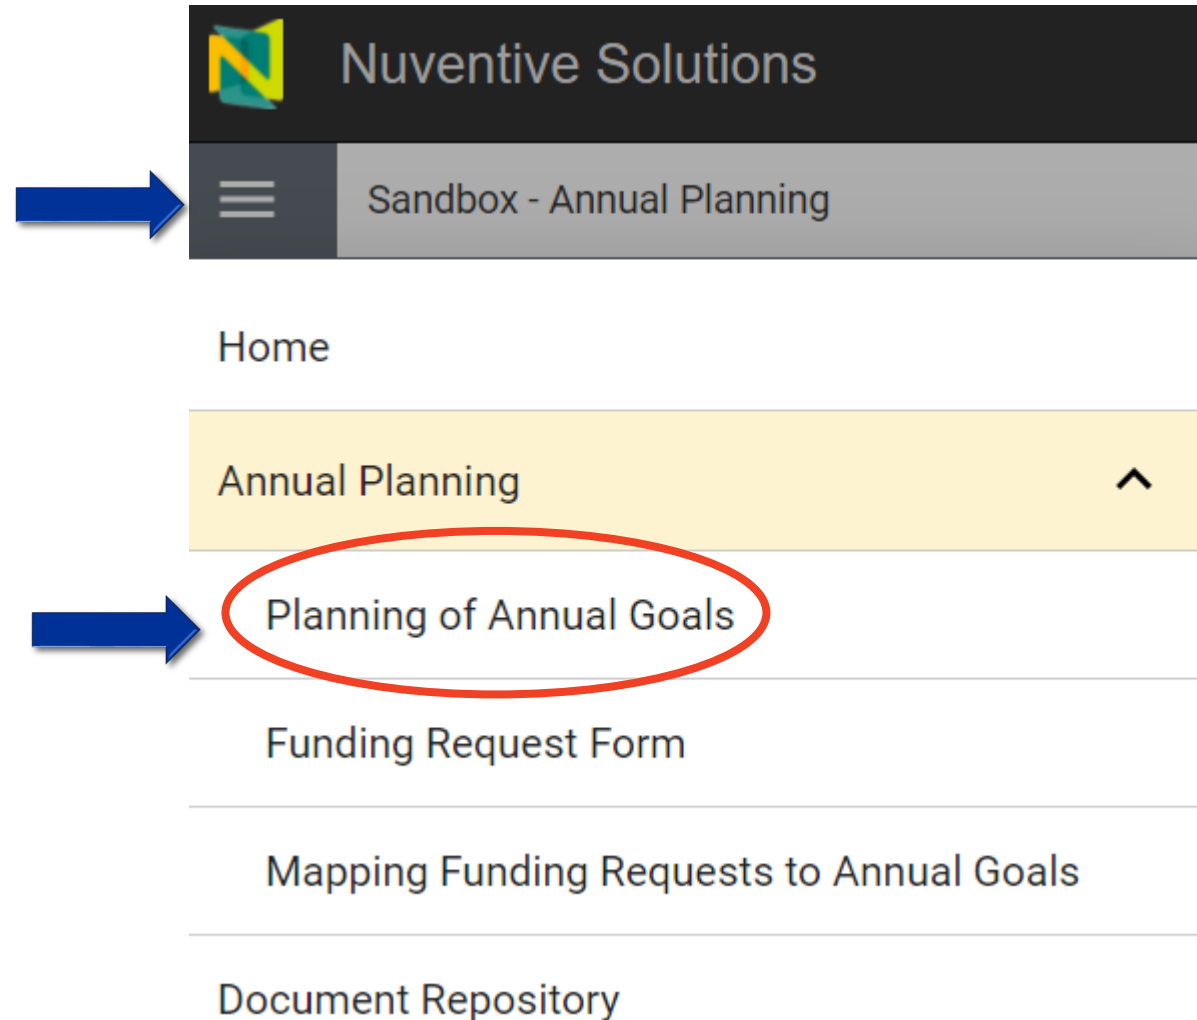 Nuventive Solutions
Sandbox - Annual Planning
Home
Annual Planning
Planning of Annual Goals
Funding Request Form
Mapping Funding Requests to Annual Goals
Document Repository